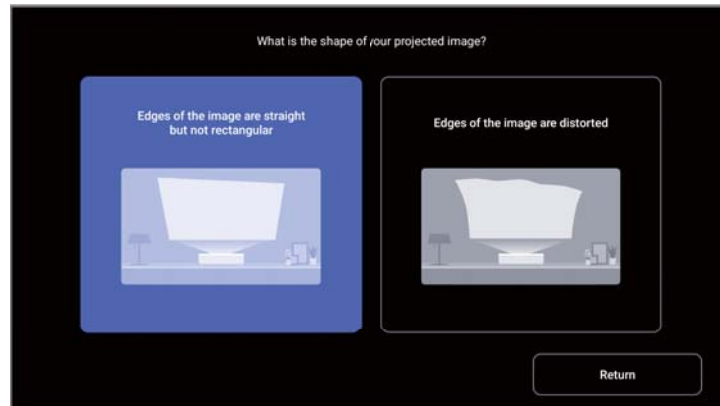 What is the shape of your projected image?
Edges of the image are straight
but not rectangular
Edges of the image are distorted
Return